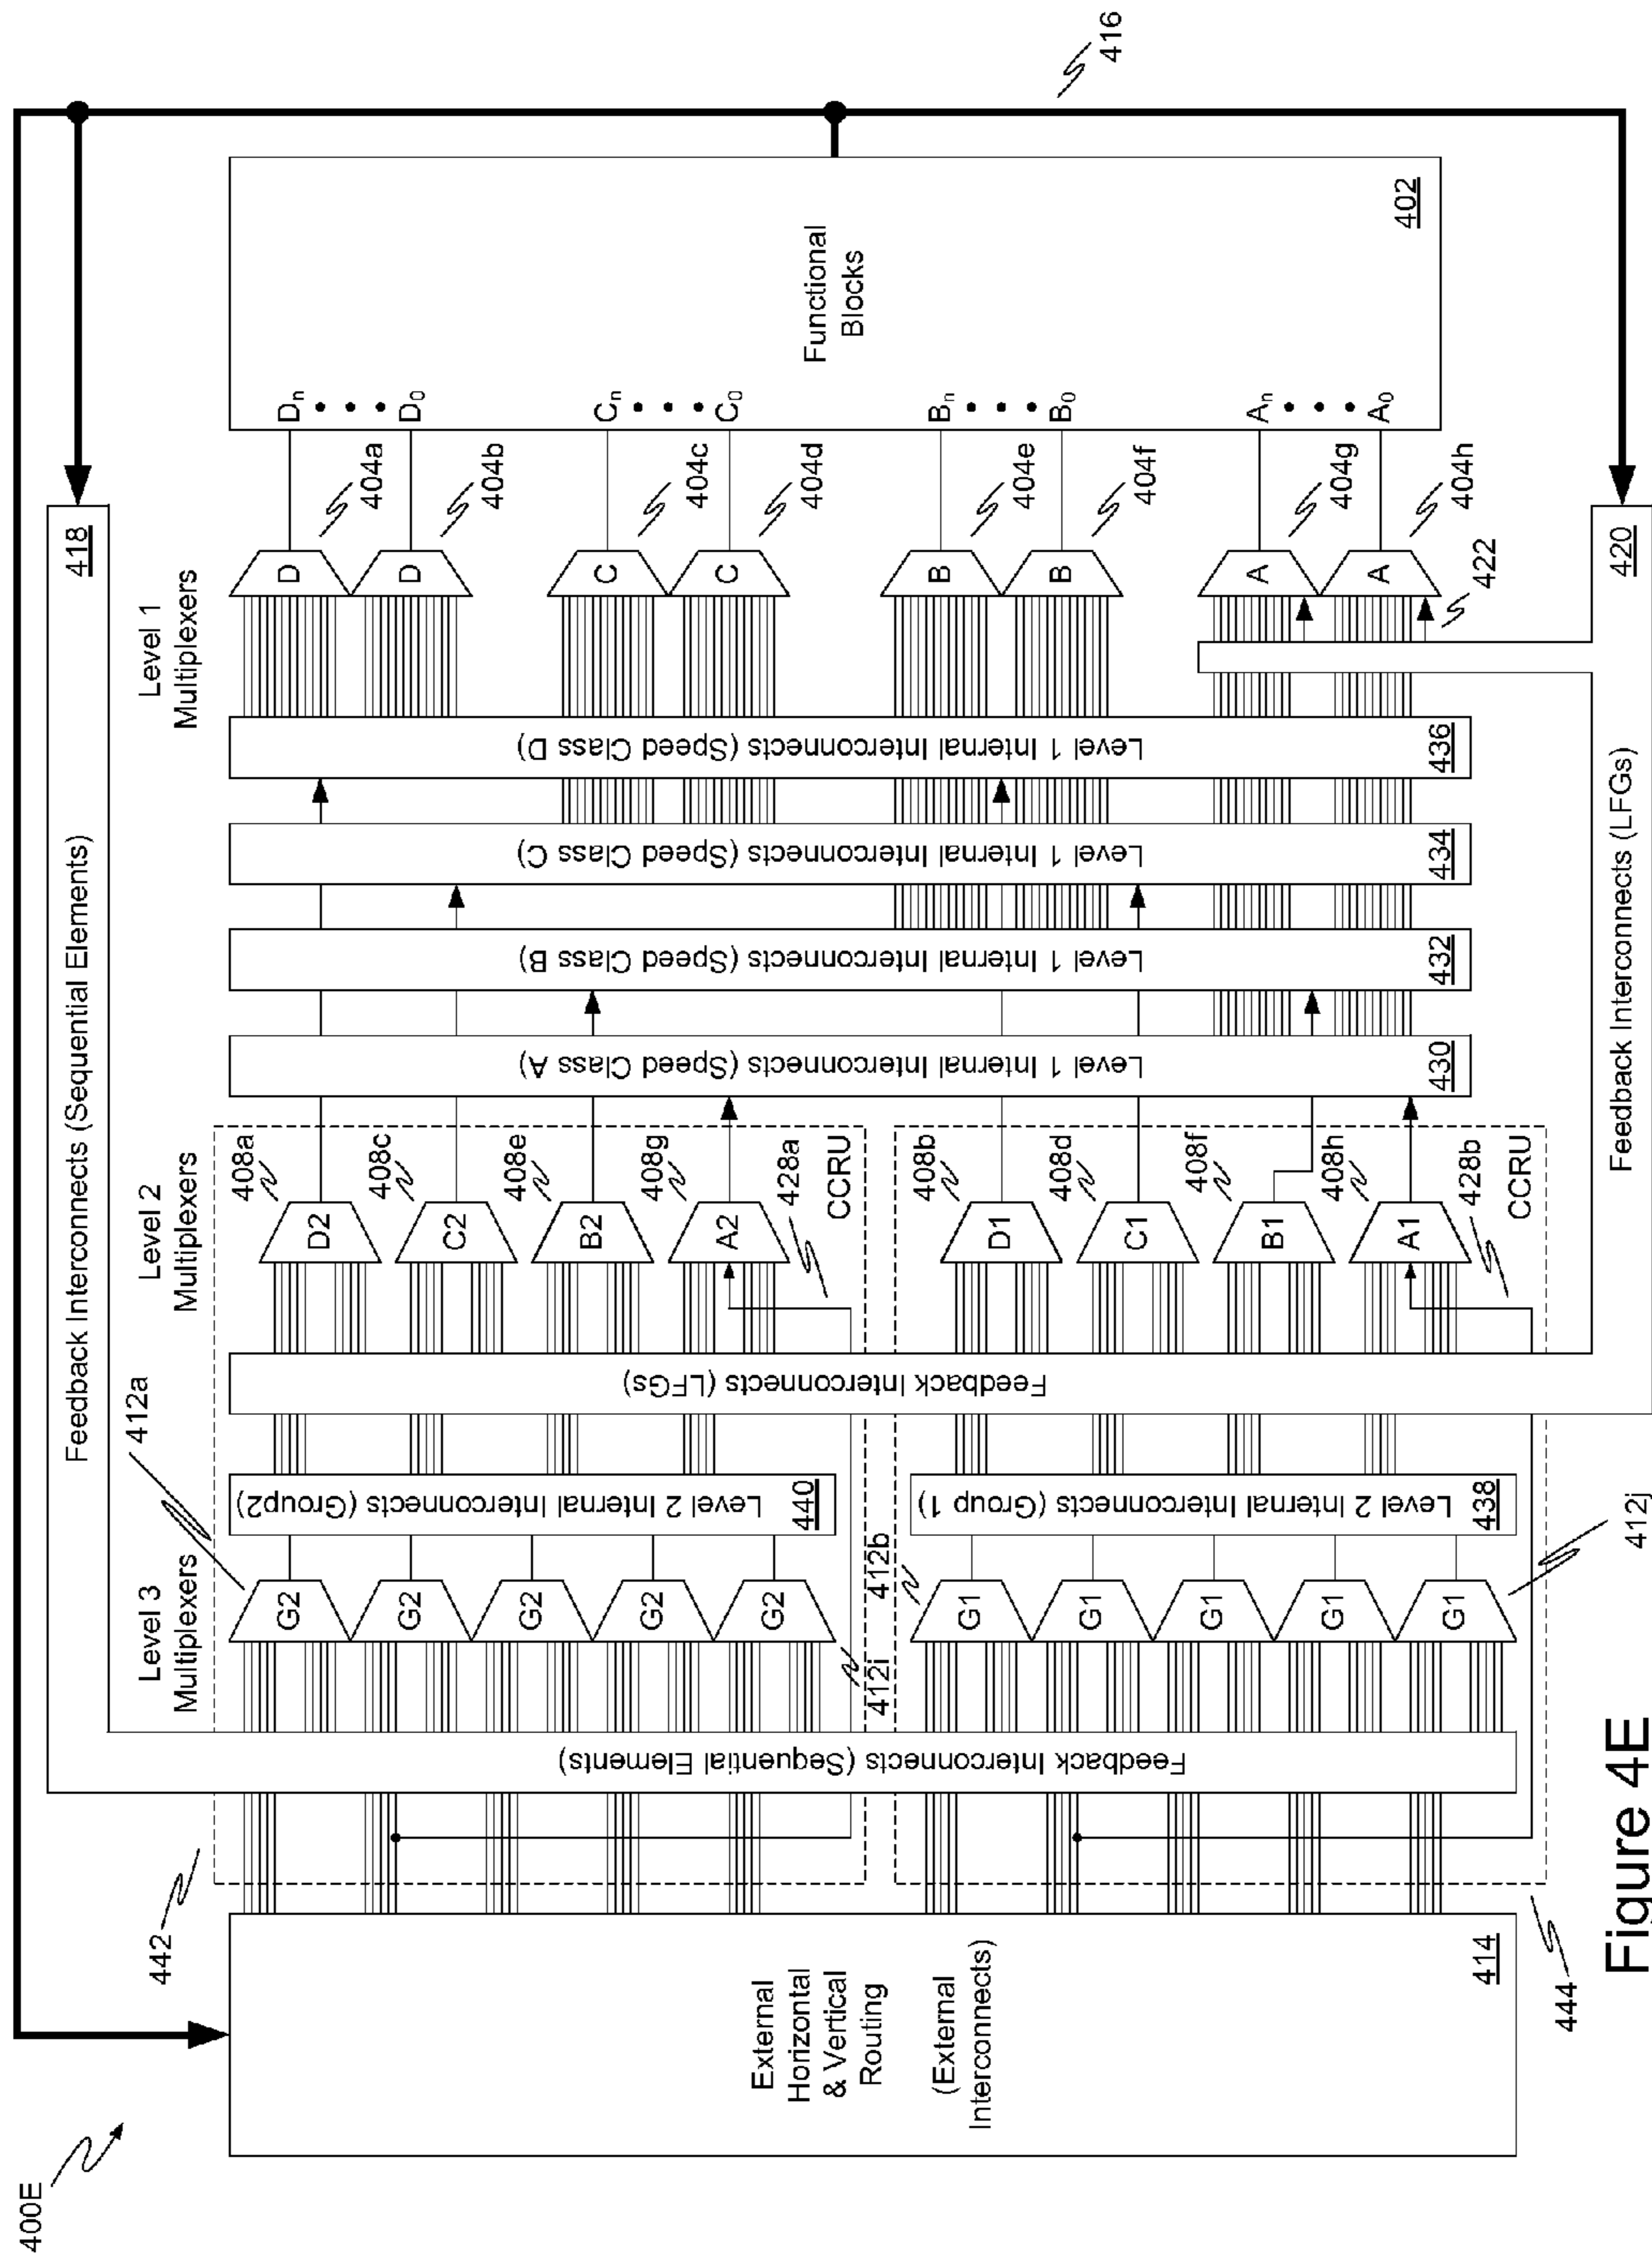 400E
416
Feedback Interconnects (Sequential Elements)
418
Level 3
Multiplexers
Level 2
Multiplexers
Level 1
Multiplexers
442
412a
External
Horizontal
& Vertical
Routing
(External
Interconnects)
414
Feedback Interconnects (Sequential Elements)
G2
G2
G2
G2
G2
412i
412b
G1
G1
G1
G1
G1
412j
Level 2 Internal Interconnects (Group2)
440
Level 2 Internal Interconnects (Group 1)
438
Feedback Interconnects (LFGs)
D2
408a
C2
408c
B2
408e
A2
408g
428a
CCRU
D1
408b
C1
408d
B1
408f
A1
408h
428b
CCRU
Level 1 Internal Interconnects (Speed Class A)
430
Level 1 Internal Interconnects (Speed Class B)
432
Level 1 Internal Interconnects (Speed Class C)
434
Level 1 Internal Interconnects (Speed Class D)
436
D
404a
D
404b
C
404c
C
404d
B
404e
B
404f
A
404g
A
404h
422
Dn
D0
Cn
C0
Bn
B0
An
A0
Functional
Blocks
402
444
Feedback Interconnects (LFGs)
420
Figure 4E